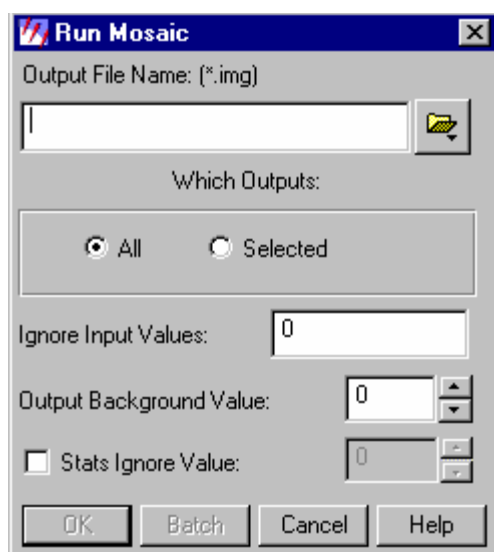 Run Mosaic
Output File Name: (*.img)
Which Outputs:
All Selected
Ignore Input Values: 0
Output Background Value: 0
Stats Ignore Value: 0
OK Batch Cancel Help